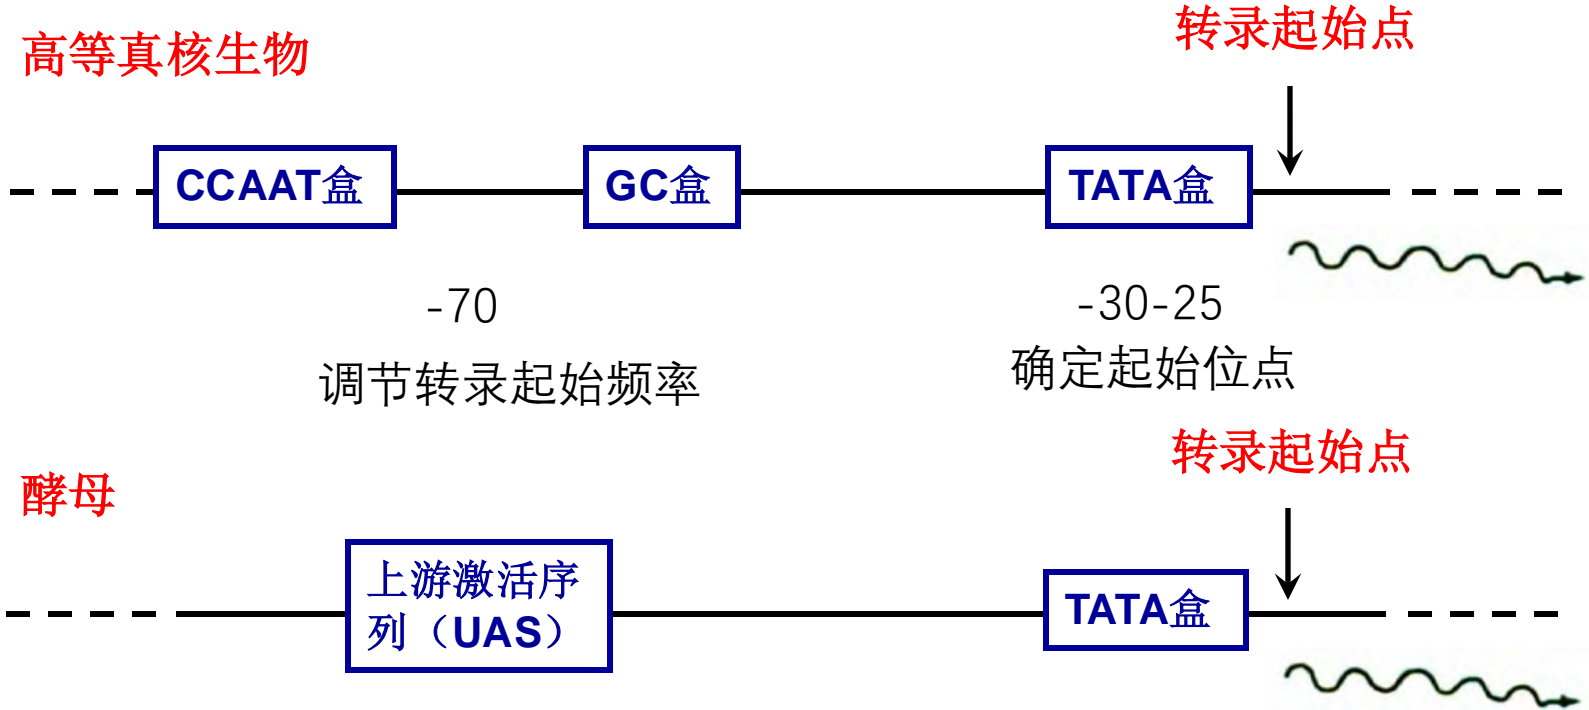 高等真核生物
转录起始点
CCAAT盒
GC盒
TATA盒
-70
-30-25
调节转录起始频率
确定起始位点
酵母
转录起始点
上游激活序
列（UAS）
TATA盒